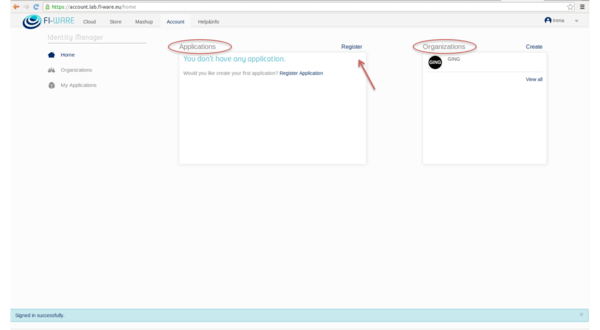 https://account.lab.fi-ware.eu/home
FI-WARE Cloud Store Mashup Account Help&Info Irena
Identity Manager
Home
Organizations
My Applications
Applications Register
You don't have any application.
Would you like create your first application? Register Application
Organizations Create
GING GING
View all
Signed in successfully. ×